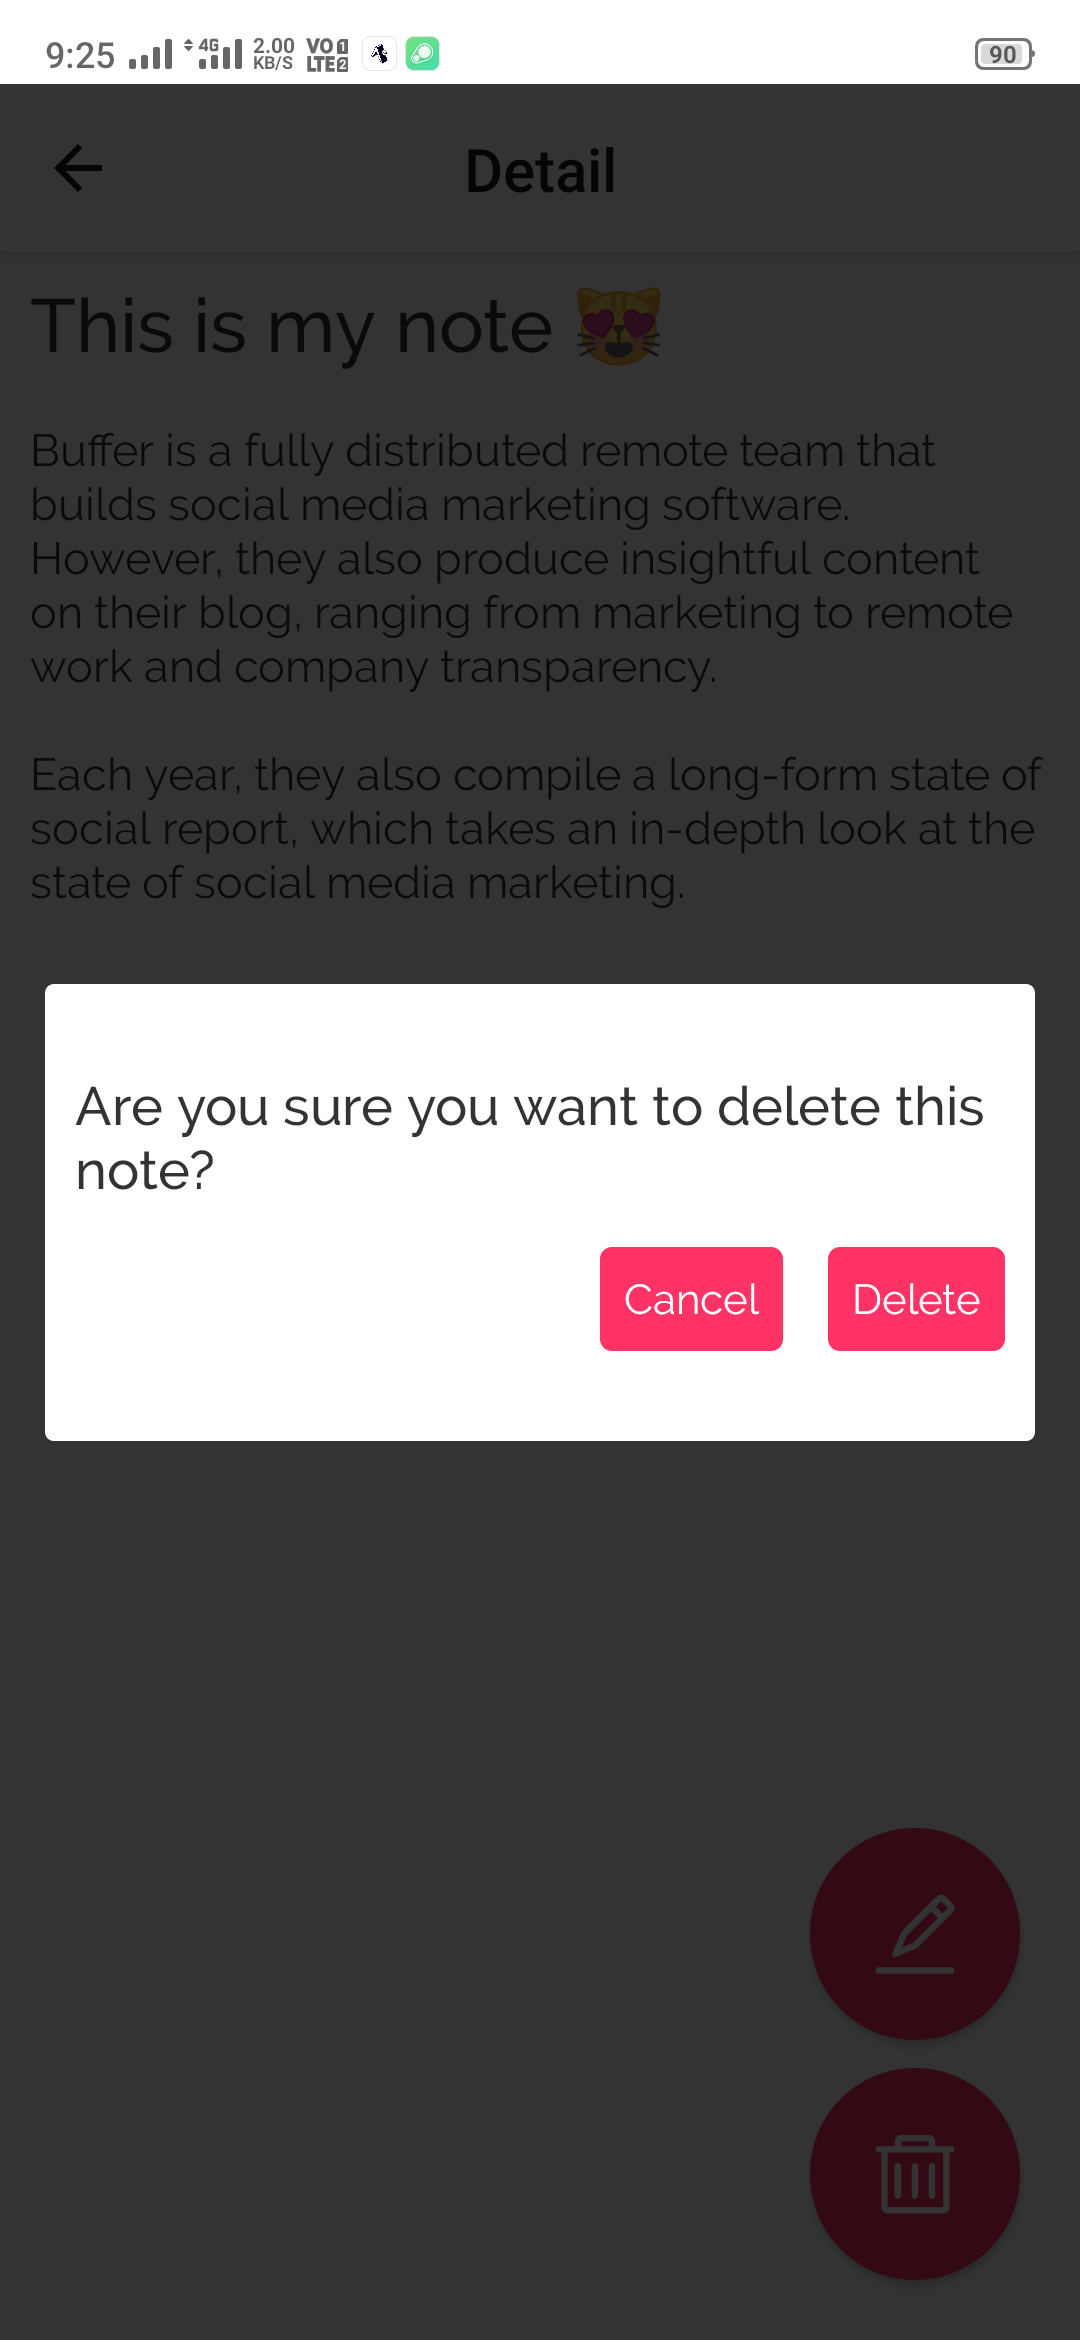 9:25 4G 2.00 KB/S VO 1 LTE 2 90
Detail
This is my note 😻
Buffer is a fully distributed remote team that
builds social media marketing software.
However, they also produce insightful content
on their blog, ranging from marketing to remote
work and company transparency.
Each year, they also compile a long-form state of
social report, which takes an in-depth look at the
state of social media marketing.
Are you sure you want to delete this
note?
Cancel Delete